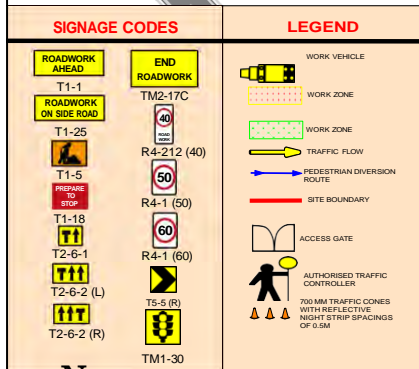 SIGNAGE CODES
ROADWORK
AHEAD
T1-1
ROADWORK
ON SIDE ROAD
T1-25
T1-5
PREPARE
TO
STOP
T1-18
T2-6-1
T2-6-2 (L)
T2-6-2 (R)
END
ROADWORK
TM2-17C
40
ROAD
WORK
R4-212 (40)
50
R4-1 (50)
60
R4-1 (60)
T5-5 (R)
TM1-30
LEGEND
WORK VEHICLE
WORK ZONE
WORK ZONE
TRAFFIC FLOW
PEDESTRIAN DIVERSION
ROUTE
SITE BOUNDARY
ACCESS GATE
AUTHORISED TRAFFIC
CONTROLLER
700 MM TRAFFIC CONES
WITH REFLECTIVE
NIGHT STRIP SPACINGS
OF 0.5M
N